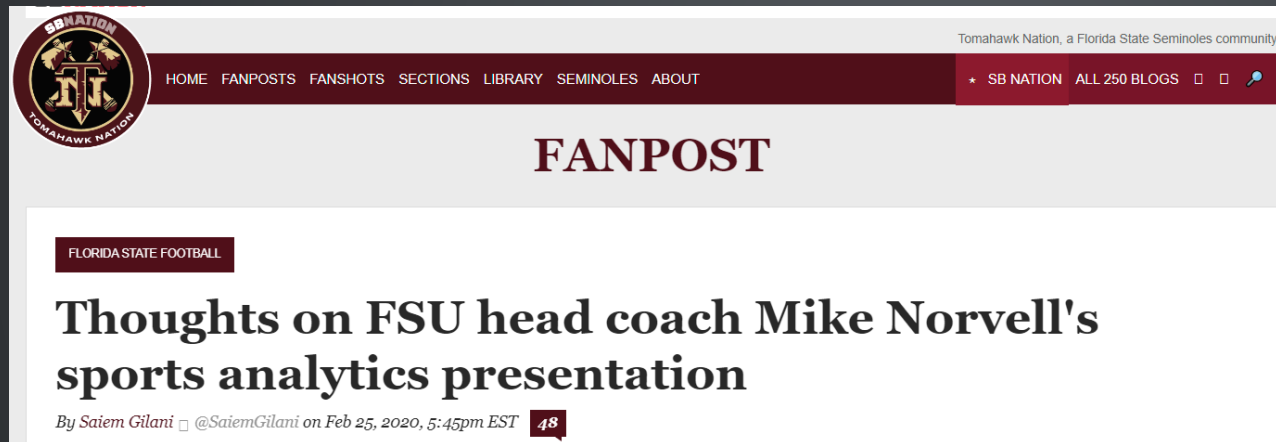 SBNATION
TOMAHAWK NATION
Tomahawk Nation, a Florida State Seminoles community
HOME FANPOSTS FANSHOTS SECTIONS LIBRARY SEMINOLES ABOUT
SB NATION ALL 250 BLOGS
FANPOST
FLORIDA STATE FOOTBALL
Thoughts on FSU head coach Mike Norvell's
sports analytics presentation
By Saiem Gilani @SaiemGilani on Feb 25, 2020, 5:45pm EST 48